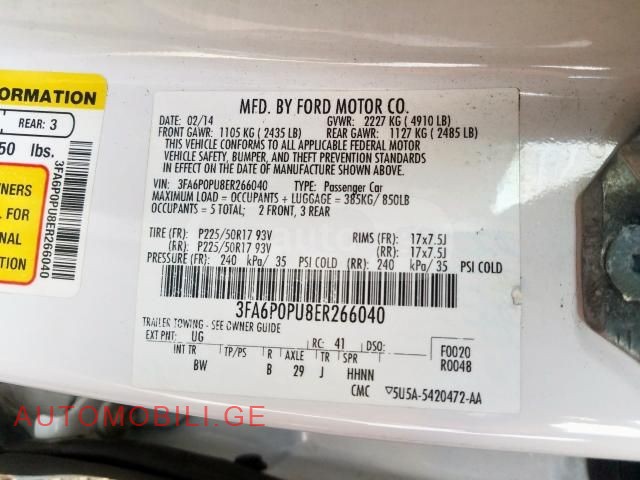 ORMATION
REAR: 3
50 lbs.
WNERS
L FOR
ONAL
N
3FA6P0PU8ER266040
MFD. BY FORD MOTOR CO.
DATE: 02/14 GVWR: 2227 KG ( 4910 LB)
FRONT GAWR: 1105 KG ( 2435 LB) REAR GAWR: 1127 KG ( 2485 LB)
THIS VEHICLE CONFORMS TO ALL APPLICABLE FEDERAL MOTOR
VEHICLE SAFETY, BUMPER, AND THEFT PREVENTION STANDARDS
IN EFFECT ON THE DATE OF MANUFACTURE SHOWN ABOVE.
VIN: 3FA6P0PU8ER266040 TYPE: Passenger Car
MAXIMUM LOAD = OCCUPANTS + LUGGAGE = 385KG/ 850LB
OCCUPANTS = 5 TOTAL; 2 FRONT, 3 REAR
TIRE (FR): P225/50R17 93V RIMS (FR): 17x7.5J
(RR): P225/50R17 93V (RR): 17x7.5J
PRESSURE (FR): 240 kPa/ 35 PSI COLD (RR): 240 kPa/35 PSI COLD
3FA6P0PU8ER266040
TRAILER TOWING - SEE OWNER GUIDE
EXT PNT: UG RC: 41 DSO: F0020
R0048
INT TR TP/PS R AXLE TR SPR
BW B 29 J HHNN
CMC ▽5U5A-5420472-AA
AUTOMOBILI.GE